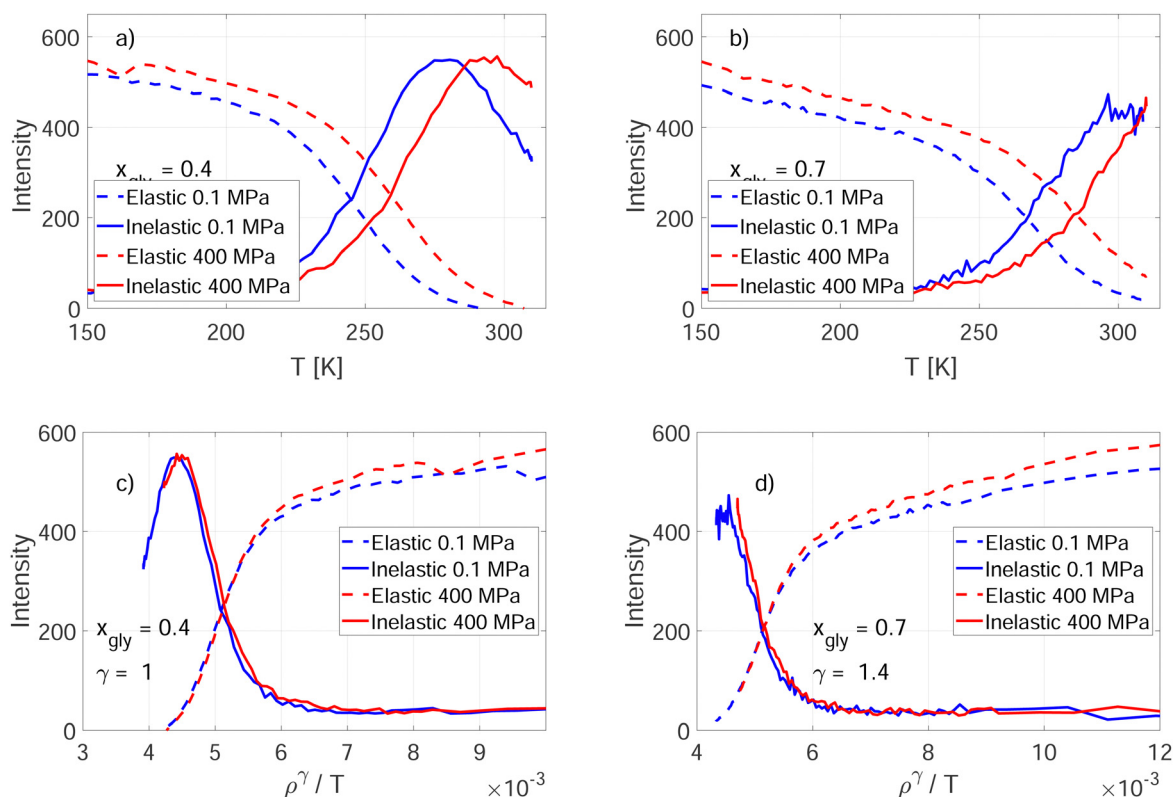 a)
600
400
200
0
Intensity
x_gly = 0.4
Elastic 0.1 MPa
Inelastic 0.1 MPa
Elastic 400 MPa
Inelastic 400 MPa
150 200 250 300
T [K]
b)
600
400
200
0
Intensity
x_gly = 0.7
Elastic 0.1 MPa
Inelastic 0.1 MPa
Elastic 400 MPa
Inelastic 400 MPa
150 200 250 300
T [K]
c)
600
400
200
0
Intensity
Elastic 0.1 MPa
Inelastic 0.1 MPa
Elastic 400 MPa
Inelastic 400 MPa
x_gly = 0.4
γ = 1
3 4 5 6 7 8 9
ρ^γ / T
×10^-3
d)
600
400
200
0
Intensity
Elastic 0.1 MPa
Inelastic 0.1 MPa
Elastic 400 MPa
Inelastic 400 MPa
x_gly = 0.7
γ = 1.4
4 6 8 10 12
ρ^γ / T
×10^-3